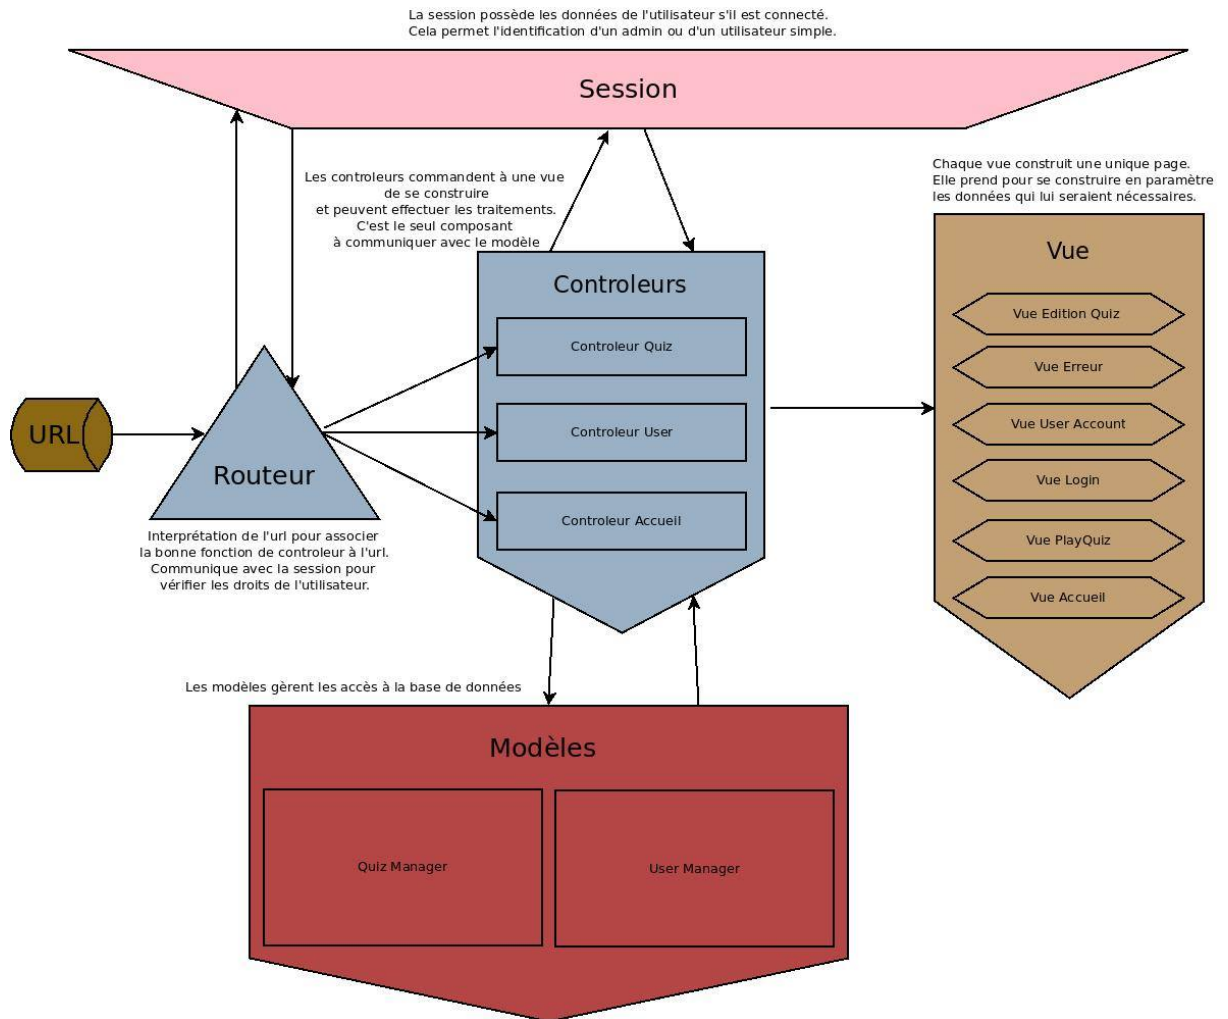 La session possède les données de l'utilisateur s'il est connecté.
Cela permet l'identification d'un admin ou d'un utilisateur simple.
Session
Les controleurs commandent à une vue
de se construire
et peuvent effectuer les traitements.
C'est le seul composant
à communiquer avec le modèle
Chaque vue construit une unique page.
Elle prend pour se construire en paramètre
les données qui lui seraient nécessaires.
URL
Routeur
Interprétation de l'url pour associer
la bonne fonction de controleur à l'url.
Communique avec la session pour
vérifier les droits de l'utilisateur.
Controleurs
Controleur Quiz
Controleur User
Controleur Accueil
Vue
Vue Edition Quiz
Vue Erreur
Vue User Account
Vue Login
Vue PlayQuiz
Vue Accueil
Les modèles gèrent les accès à la base de données
Modèles
Quiz Manager
User Manager